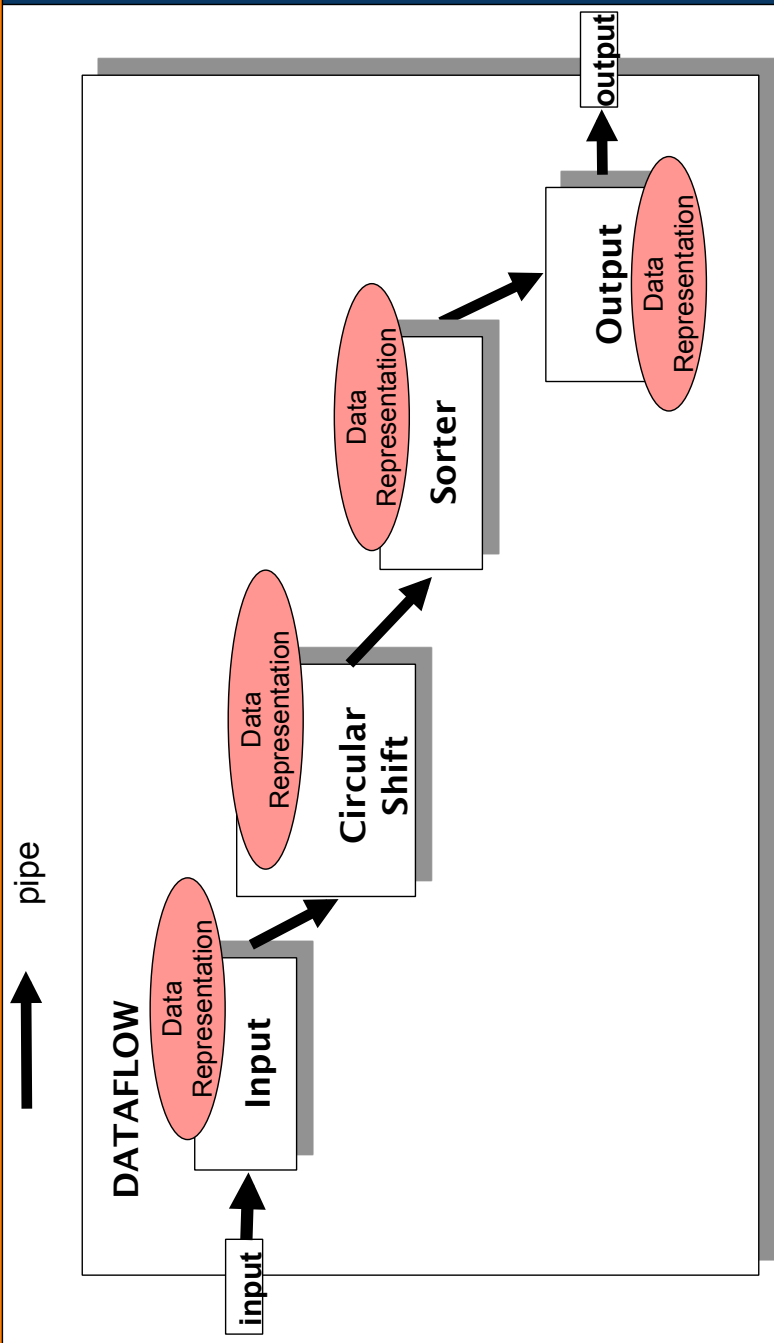 pipe
DATAFLOW
input
Data
Representation
Input
Data
Representation
Circular
Shift
Data
Representation
Sorter
Output
Data
Representation
output